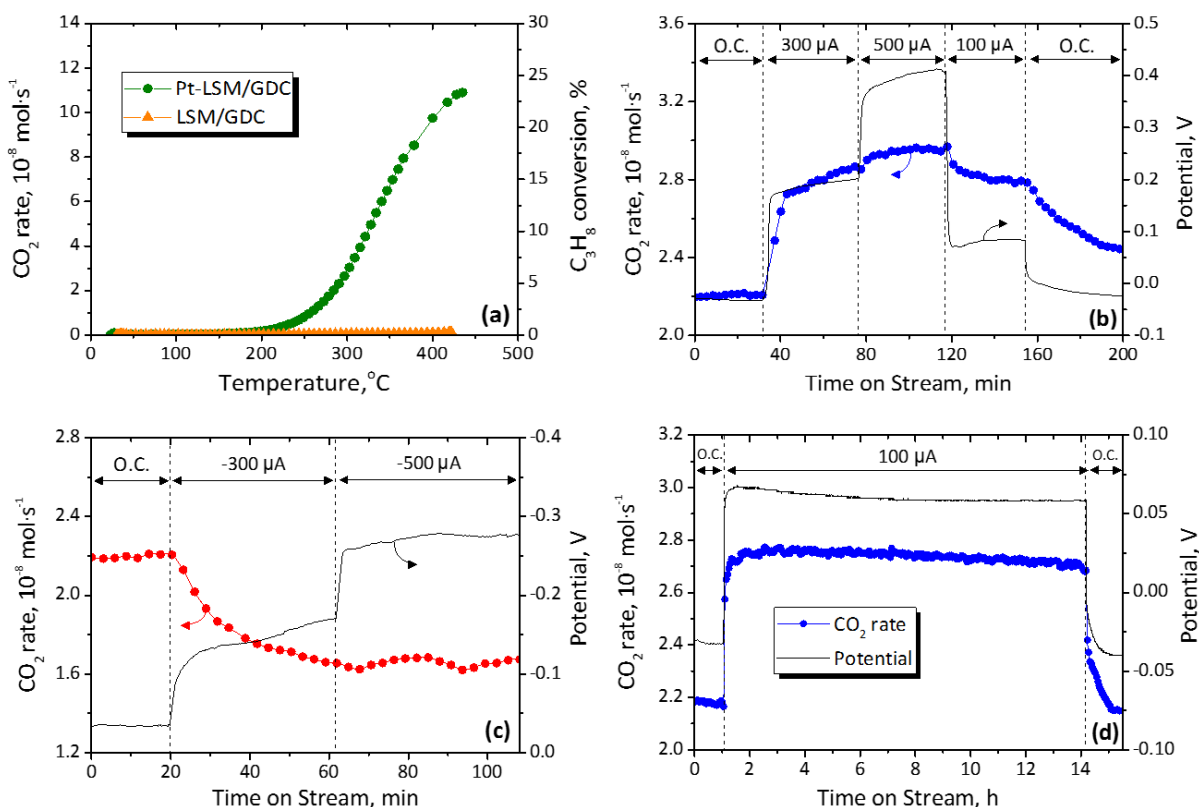 14
12
10
8
6
4
2
0
30
25
20
15
10
5
0
0 100 200 300 400 500
CO2 rate, 10-8 mol·s-1
C3H8 conversion, %
Temperature,°C
Pt-LSM/GDC
LSM/GDC
(a)
3.6
3.2
2.8
2.4
2.0
0.5
0.4
0.3
0.2
0.1
0.0
-0.1
0 40 80 120 160 200
O.C. 300 µA 500 µA 100 µA O.C.
CO2 rate, 10-8 mol·s-1
Potential, V
Time on Stream, min
(b)
2.8
2.4
2.0
1.6
1.2
-0.4
-0.3
-0.2
-0.1
0.0
0 20 40 60 80 100
O.C. -300 µA -500 µA
CO2 rate, 10-8 mol·s-1
Potential, V
Time on Stream, min
(c)
3.2
3.0
2.8
2.6
2.4
2.2
2.0
0.10
0.05
0.00
-0.05
-0.10
0 2 4 6 8 10 12 14
O.C. 100 µA O.C.
CO2 rate, 10-8 mol·s-1
Potential, V
Time on Stream, h
CO2 rate
Potential
(d)